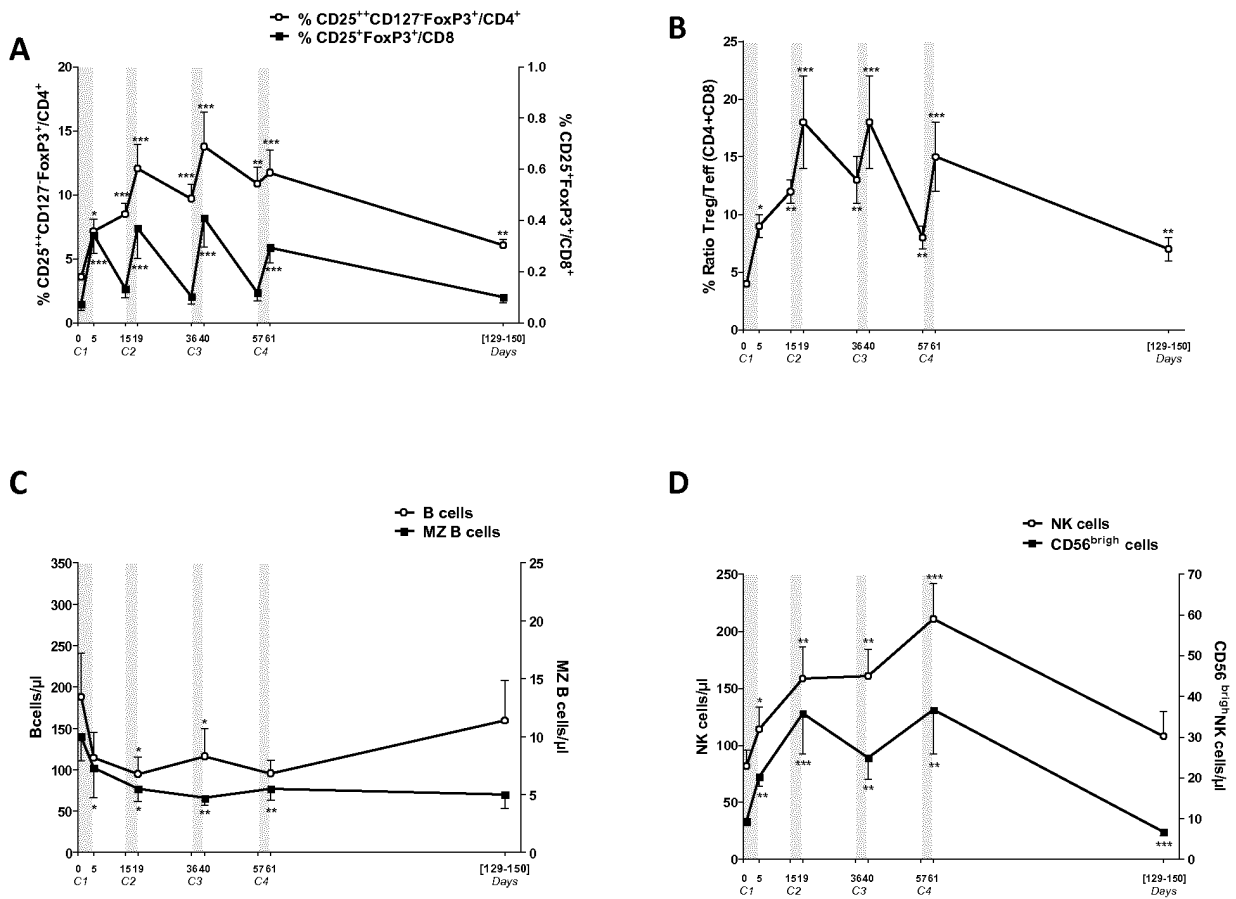 % CD25++CD127-FoxP3+/CD4+
% CD25+FoxP3+/CD8
A
% CD25++CD127-FoxP3+/CD4+
20
15
10
5
0
% CD25+FoxP3+/CD8+
1.0
0.8
0.6
0.4
0.2
0.0
* *** *** *** *** *** ** *** **
*** *** *** ***
0 5 15 19 36 40 57 61 [129-150]
C1 C2 C3 C4 Days
B
% Ratio Treg/Teff (CD4+CD8)
25
20
15
10
5
0
* ** *** ** *** ** *** **
0 5 15 19 36 40 57 61 [129-150]
C1 C2 C3 C4 Days
C
B cells
MZ B cells
Bcells/µl
350
300
250
200
150
100
50
0
MZ B cells/µl
25
20
15
10
5
0
* *
* * ** **
0 5 15 19 36 40 57 61 [129-150]
C1 C2 C3 C4 Days
D
NK cells
CD56brigh cells
NK cells/µl
250
200
150
100
50
0
CD56 brighNK cells/µl
70
60
50
40
30
20
10
0
* ** ** ***
** *** ** ** ***
0 5 15 19 36 40 57 61 [129-150]
C1 C2 C3 C4 Days